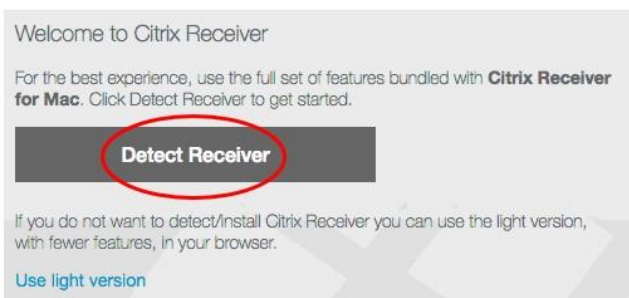 Welcome to Citrix Receiver
For the best experience, use the full set of features bundled with Citrix Receiver
for Mac. Click Detect Receiver to get started.
Detect Receiver
If you do not want to detect/install Citrix Receiver you can use the light version,
with fewer features, in your browser.
Use light version